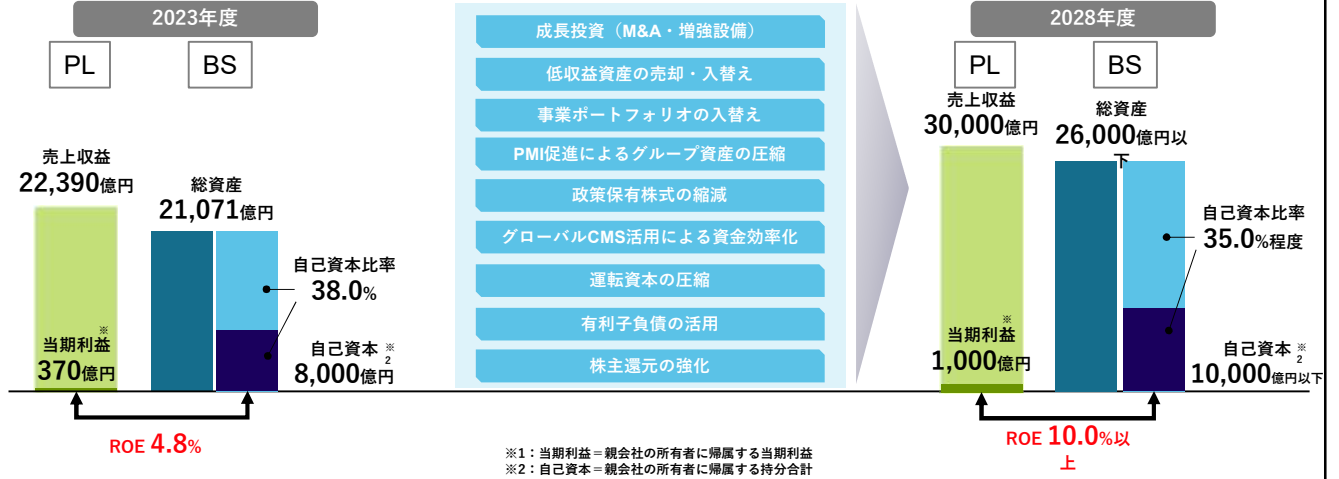 2023年度
PL
BS
売上収益
22,390億円
総資産
21,071億円
自己資本比率
38.0%
※
当期利益
370億円
自己資本 ※
2
8,000億円
ROE 4.8%
成長投資（M&A・増強設備）
低収益資産の売却・入替え
事業ポートフォリオの入替え
PMI促進によるグループ資産の圧縮
政策保有株式の縮減
グローバルCMS活用による資金効率化
運転資本の圧縮
有利子負債の活用
株主還元の強化
2028年度
PL
BS
売上収益
30,000億円
総資産
26,000億円以
下
自己資本比率
35.0%程度
※
当期利益
1,000億円
自己資本 ※
2
10,000億円以下
ROE 10.0%以
上
※1：当期利益＝親会社の所有者に帰属する当期利益
※2：自己資本＝親会社の所有者に帰属する持分合計